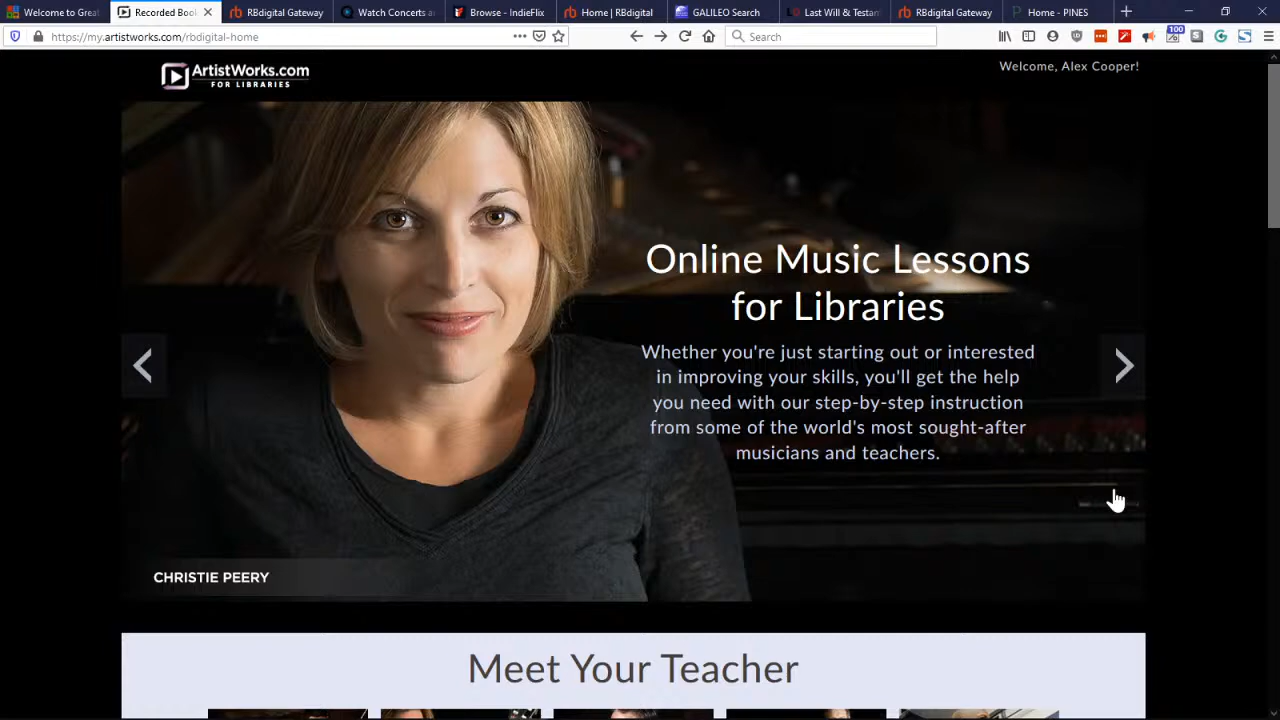 Welcome to Great
Recorded Boo
RBdigital Gateway
Watch Concerts a
Browse - IndieFlix
Home | RBdigital
GALILEO Search
Last Will & Testam
RBdigital Gateway
Home - PINES
https://my.artistworks.com/rbdigital-home
Search
100
ArtistWorks.com
FOR LIBRARIES
Welcome, Alex Cooper!
Online Music Lessons
for Libraries
Whether you're just starting out or interested
in improving your skills, you'll get the help
you need with our step-by-step instruction
from some of the world's most sought-after
musicians and teachers.
CHRISTIE PEERY
Meet Your Teacher